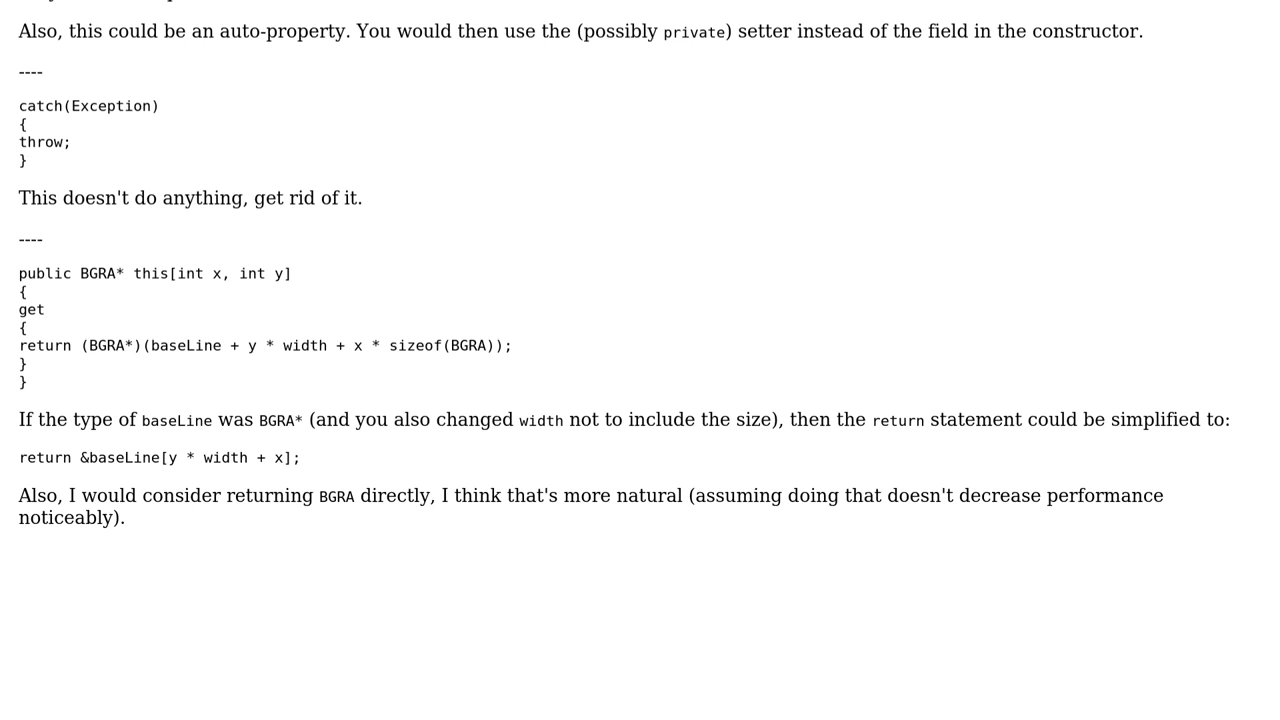 Also, this could be an auto-property. You would then use the (possibly private) setter instead of the field in the constructor.
----
catch(Exception)
{
throw;
}
This doesn't do anything, get rid of it.
----
public BGRA* this[int x, int y]
{
get
{
return (BGRA*)(baseLine + y * width + x * sizeof(BGRA));
}
}
If the type of baseLine was BGRA* (and you also changed width not to include the size), then the return statement could be simplified to:
return &baseLine[y * width + x];
Also, I would consider returning BGRA directly, I think that's more natural (assuming doing that doesn't decrease performance
noticeably).